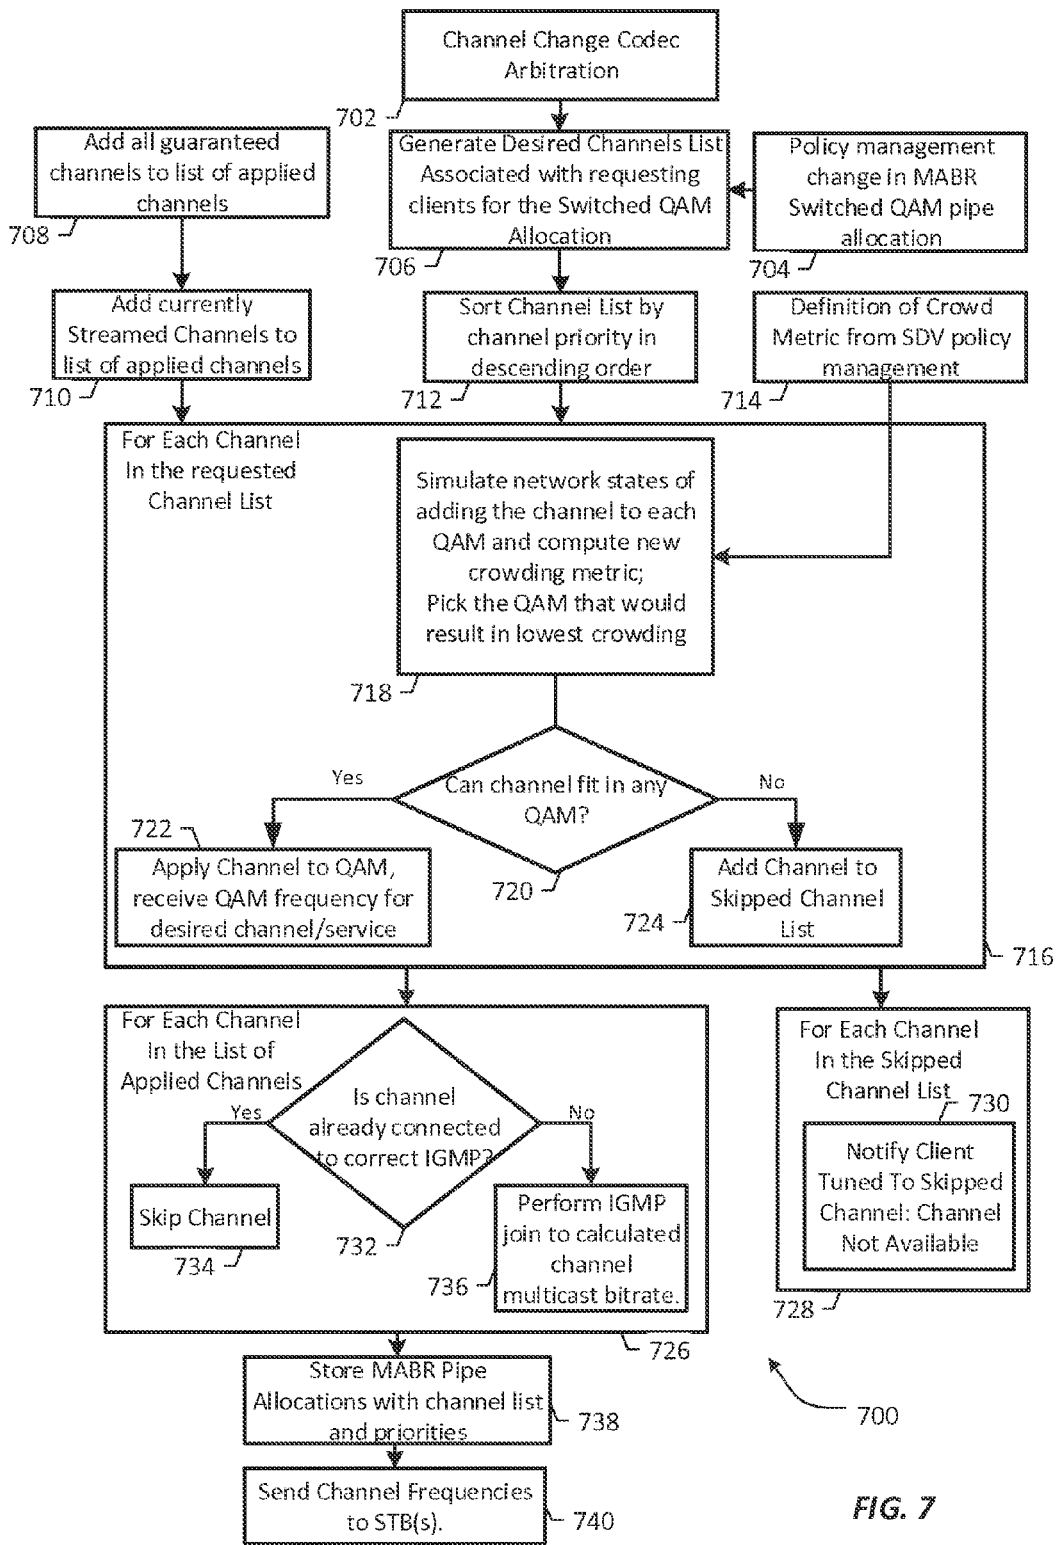 Channel Change Codec
Arbitration
702
Add all guaranteed
channels to list of applied
channels
708
Generate Desired Channels List
Associated with requesting
clients for the Switched QAM
Allocation
706
Policy management
change in MABR
Switched QAM pipe
allocation
704
Add currently
Streamed Channels to
list of applied channels
710
Sort Channel List by
channel priority in
descending order
712
Definition of Crowd
Metric from SDV policy
management
714
For Each Channel
In the requested
Channel List
Simulate network states of
adding the channel to each
QAM and compute new
crowding metric;
Pick the QAM that would
result in lowest crowding
718
Can channel fit in any
QAM?
Yes
No
720
722
Apply Channel to QAM,
receive QAM frequency for
desired channel/service
Add Channel to
Skipped Channel
List
724
716
For Each Channel
In the List of
Applied Channels
Is channel
already connected
to correct IGMP?
Yes
No
732
Skip Channel
734
Perform IGMP
join to calculated
channel
multicast bitrate.
736
726
For Each Channel
In the Skipped
Channel List
730
Notify Client
Tuned To Skipped
Channel: Channel
Not Available
728
Store MABR Pipe
Allocations with channel list
and priorities
738
700
Send Channel Frequencies
to STB(s).
740
FIG. 7